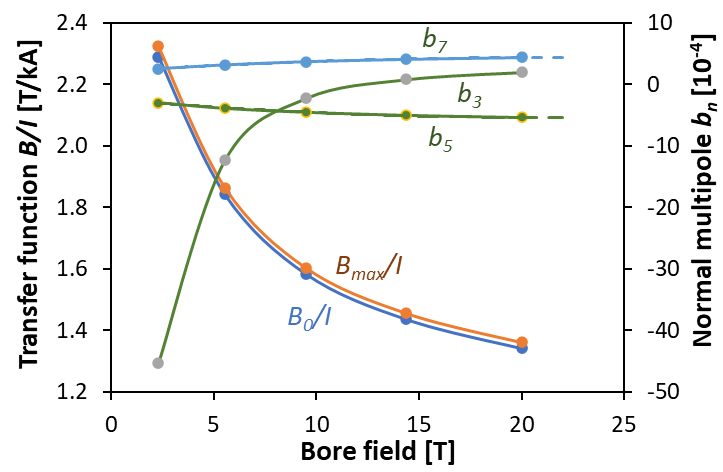 2.4
2.2
2.0
1.8
1.6
1.4
1.2
Transfer function B/I [T/kA]
0
5
10
15
20
25
Bore field [T]
10
0
-10
-20
-30
-40
-50
Normal multipole bn [10-4]
b7
b3
b5
Bmax/I
B0/I